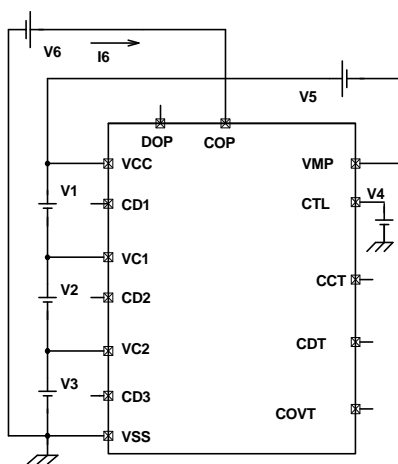 V6
I6
V5
DOP
COP
VCC
VMP
V1
CD1
CTL
V4
VC1
V2
CD2
CCT
VC2
CDT
V3
CD3
COVT
VSS